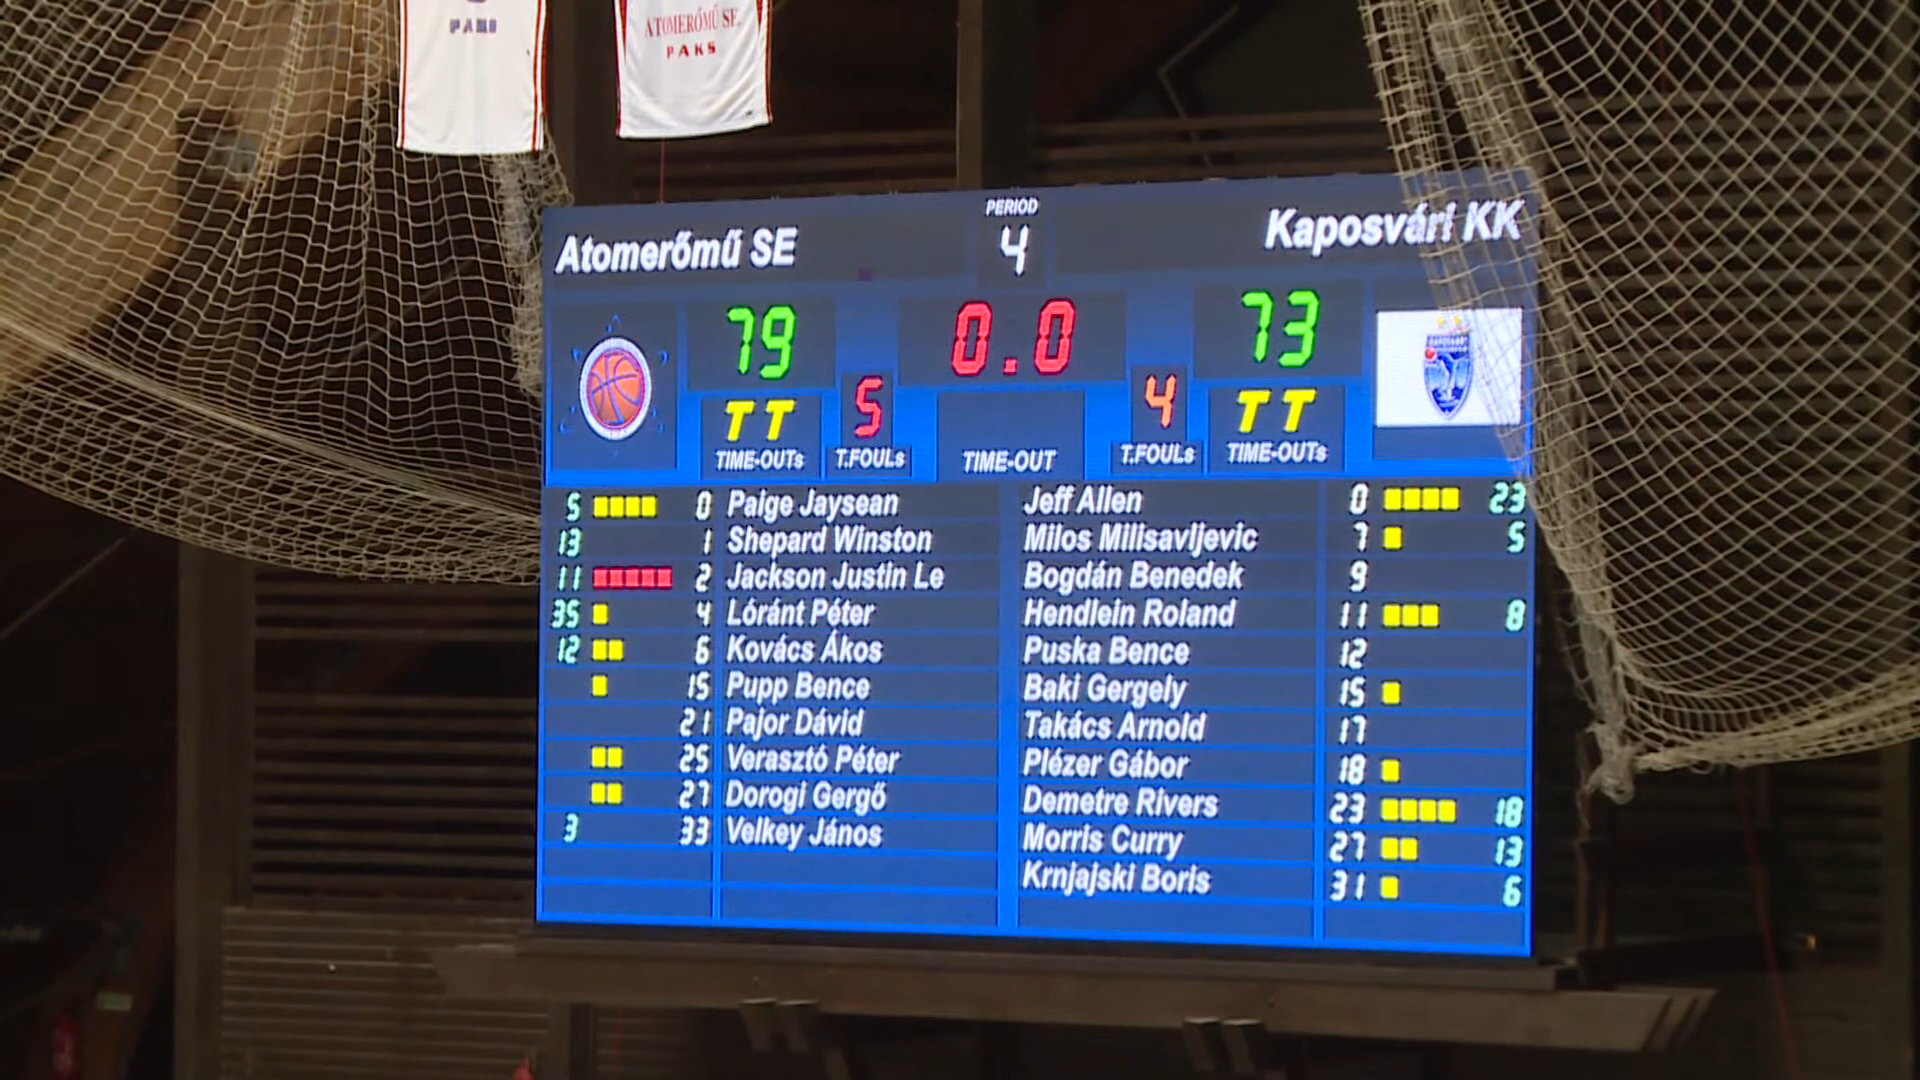 PAKS
ATOMERŐMŰ SE.
PAKS
PERIOD
Atomerőmű SE 4 Kaposvári KK
79 0.0 73
TT 5 4 TT
TIME-OUTs T.FOULs TIME-OUT T.FOULs TIME-OUTs
5 0 Paige Jaysean Jeff Allen 0 23
13 1 Shepard Winston Milos Milisavljevic 7 5
11 2 Jackson Justin Le Bogdán Benedek 9
35 4 Lóránt Péter Hendlein Roland 11 8
12 6 Kovács Ákos Puska Bence 12
15 Pupp Bence Baki Gergely 15
21 Pajor Dávid Takács Arnold 17
25 Verasztó Péter Plézer Gábor 18
27 Dorogi Gergő Demetre Rivers 23 18
3 33 Velkey János Morris Curry 27 13
Krnjajski Boris 31 6